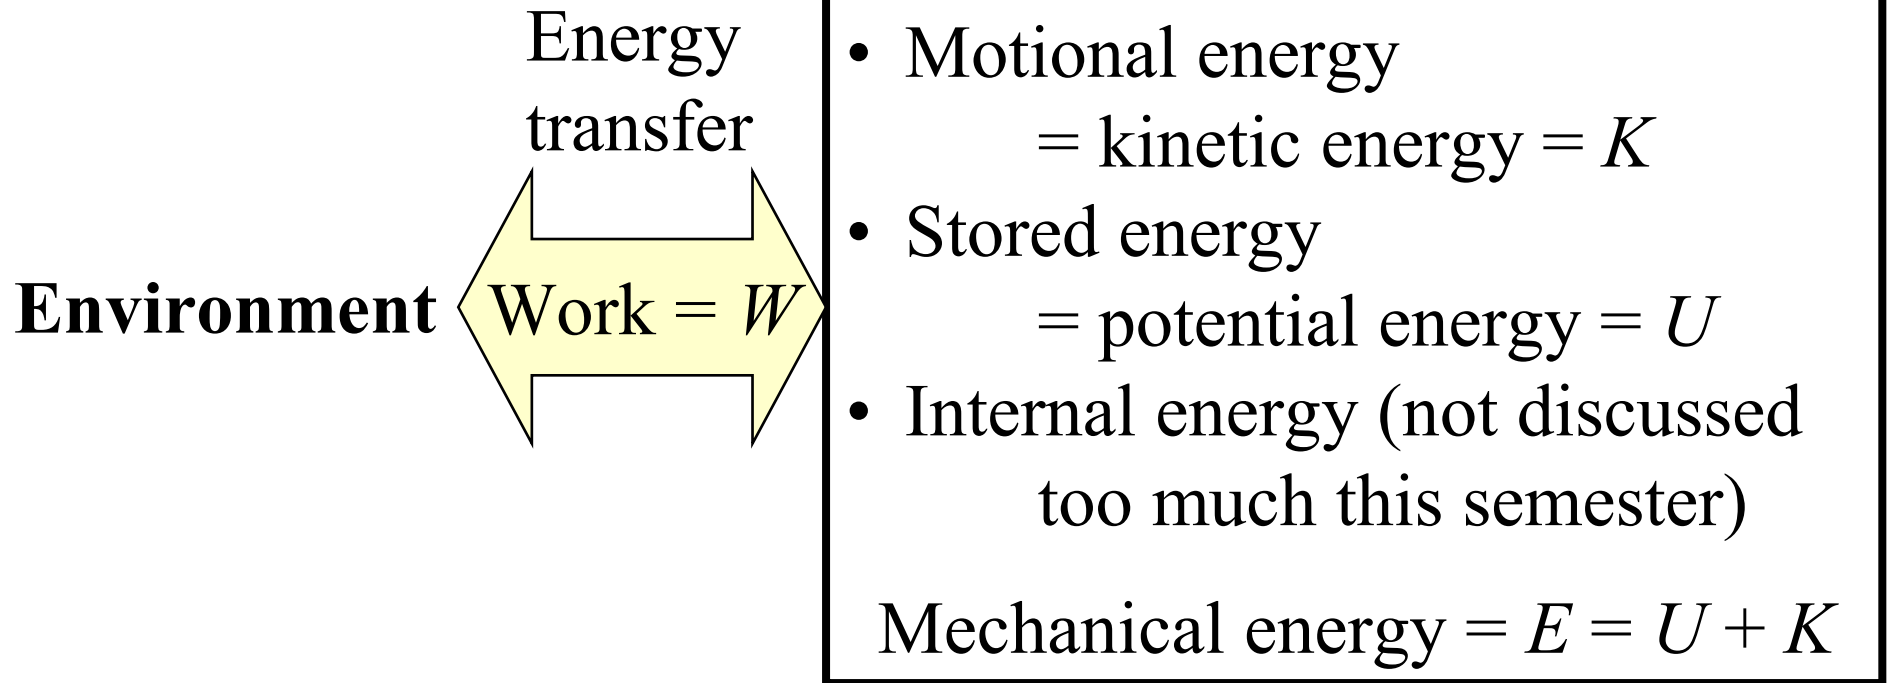 Energy
transfer
Environment
Work = W
• Motional energy
= kinetic energy = K
• Stored energy
= potential energy = U
• Internal energy (not discussed
too much this semester)
Mechanical energy = E = U + K